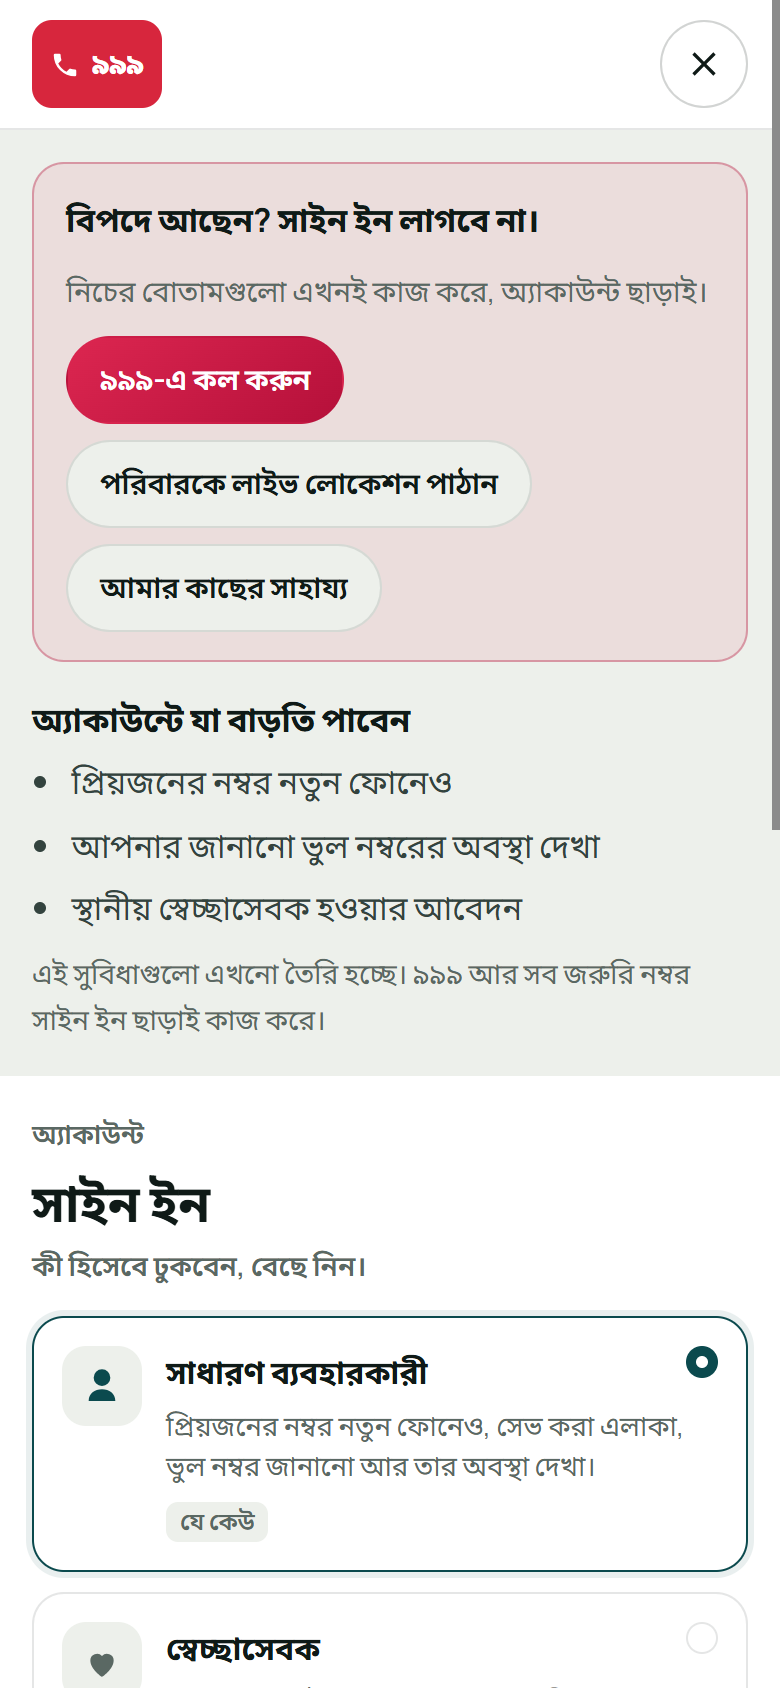 ৯৯৯
বিপদে আছেন? সাইন ইন লাগবে না।
নিচের বোতামগুলো এখনই কাজ করে, অ্যাকাউন্ট ছাড়াই।
৯৯৯-এ কল করুন
পরিবারকে লাইভ লোকেশন পাঠান
আমার কাছের সাহায্য
অ্যাকাউন্টে যা বাড়তি পাবেন
প্রিয়জনের নম্বর নতুন ফোনেও
আপনার জানানো ভুল নম্বরের অবস্থা দেখা
স্থানীয় স্বেচ্ছাসেবক হওয়ার আবেদন
এই সুবিধাগুলো এখনো তৈরি হচ্ছে। ৯৯৯ আর সব জরুরি নম্বর
সাইন ইন ছাড়াই কাজ করে।
অ্যাকাউন্ট
সাইন ইন
কী হিসেবে ঢুকবেন, বেছে নিন।
সাধারণ ব্যবহারকারী
প্রিয়জনের নম্বর নতুন ফোনেও, সেভ করা এলাকা,
ভুল নম্বর জানানো আর তার অবস্থা দেখা।
যে কেউ
স্বেচ্ছাসেবক